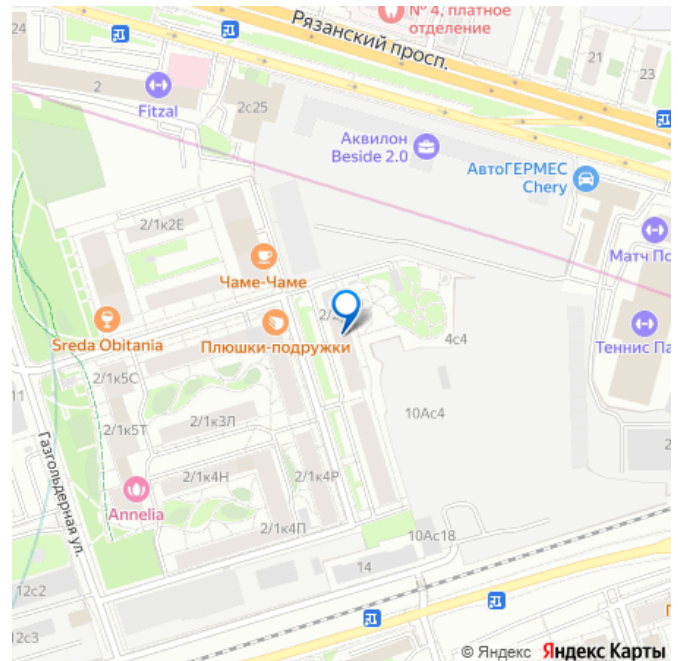 № 4, платное
отделение
Рязанский просп.
24
2
Fitzal
2с25
21
23
Аквилон
Beside 2.0
АвтоГЕРМЕС
Chery
2/1к2Е
Матч По
Чаме-Чаме
2/2
Sreda Obitania
Плюшки-подружки
4с4
Теннис Па
2/1к5С
11
10Ас4
2/1к5Т
2/1к3Л
2
Газгольдерная ул.
2/1к4Н
2/1к4Р
Annelia
2/1к4П
10Ас18
14
12с2
12с3
© Яндекс Яндекс Карты